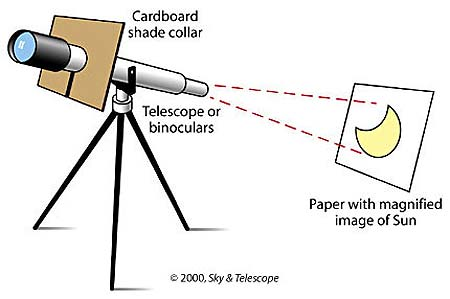 Cardboard
shade collar
Telescope or
binoculars
Paper with magnified
image of Sun
© 2000, Sky & Telescope